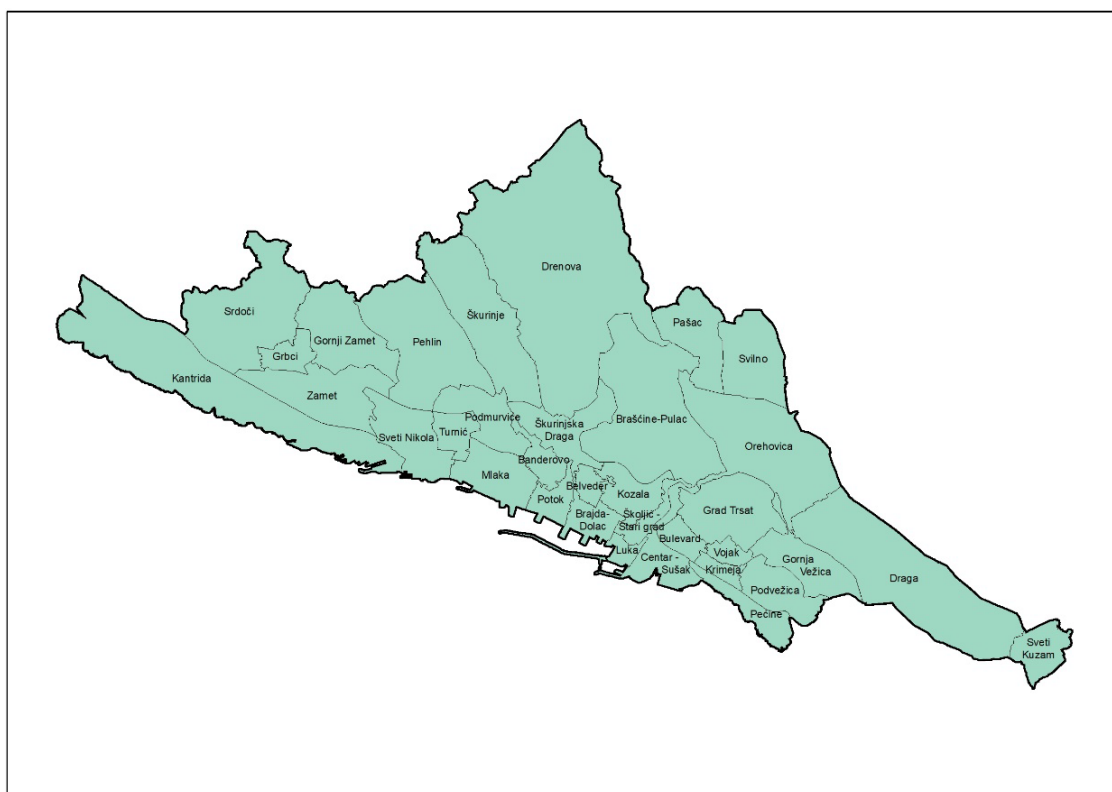 Drenova
Pašac
Škurinje
Srdoči
Gornji Zamet
Pehlin
Grbci
Svilno
Kantrida
Zamet
Podmurvice
Brašćine-Pulac
Škurinjska
Draga
Turnić
Sveti Nikola
Orehovica
Banderovo
Mlaka
Belveder
Potok
Kozala
Grad Trsat
Brajda-
Dolac
Školjić -
Stari grad
Bulevard
Luka
Vojak
Centar -
Sušak
Krimeja
Gornja
Vežica
Draga
Podvežica
Pećine
Sveti
Kuzam